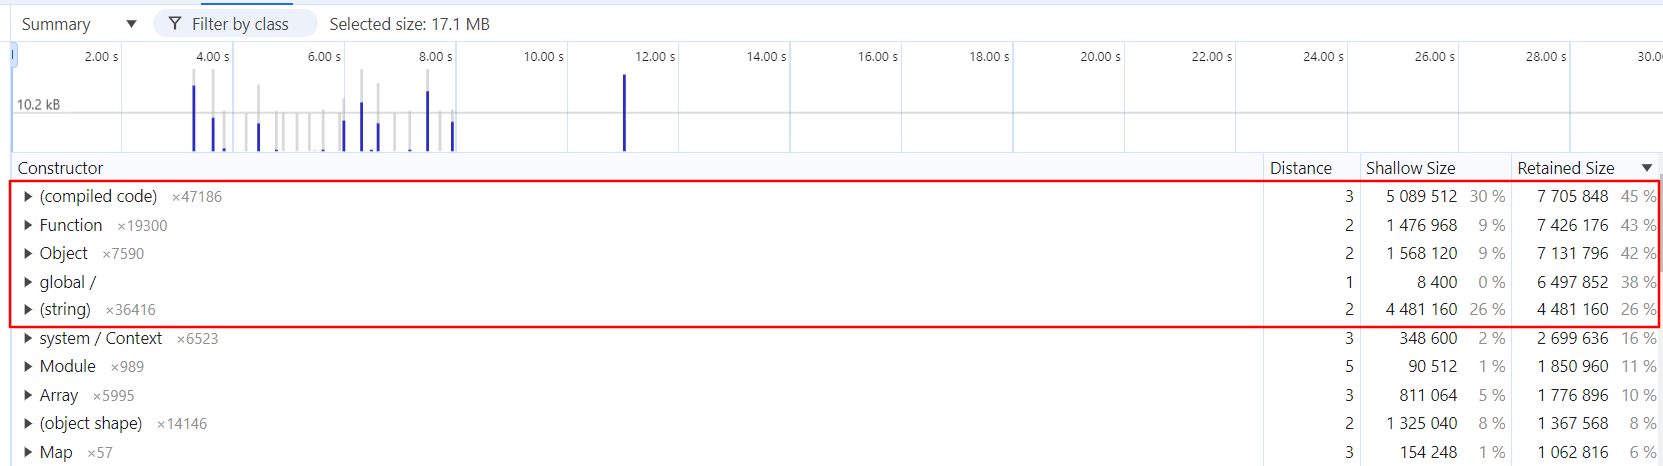 Summary ▼ Filter by class Selected size: 17.1 MB
2.00 s 4.00 s 6.00 s 8.00 s 10.00 s 12.00 s 14.00 s 16.00 s 18.00 s 20.00 s 22.00 s 24.00 s 26.00 s 28.00 s 30.0
10.2 kB
Constructor Distance Shallow Size Retained Size ▼
▶ (compiled code) ×47186 3 5 089 512 30 % 7 705 848 45 %
▶ Function ×19300 2 1 476 968 9 % 7 426 176 43 %
▶ Object ×7590 2 1 568 120 9 % 7 131 796 42 %
▶ global / 1 8 400 0 % 6 497 852 38 %
▶ (string) ×36416 2 4 481 160 26 % 4 481 160 26 %
▶ system / Context ×6523 3 348 600 2 % 2 699 636 16 %
▶ Module ×989 5 90 512 1 % 1 850 960 11 %
▶ Array ×5995 3 811 064 5 % 1 776 896 10 %
▶ (object shape) ×14146 2 1 325 040 8 % 1 367 568 8 %
▶ Map ×57 3 154 248 1 % 1 062 816 6 %